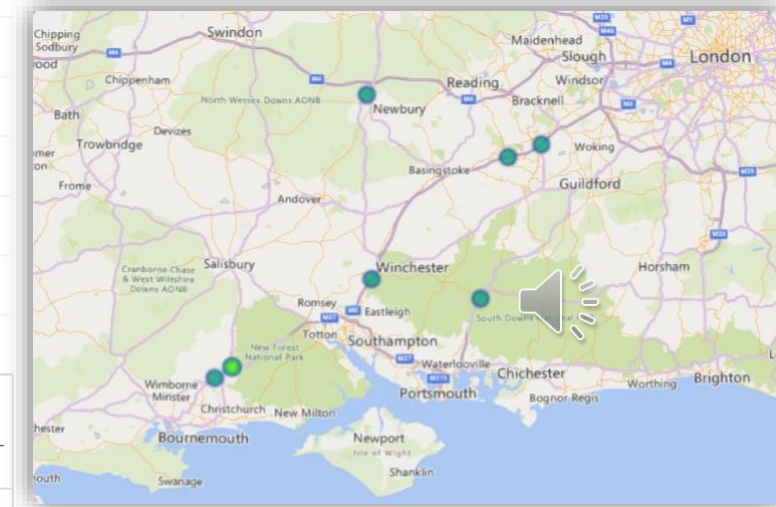 Chipping
Sodbury
Swindon
Maidenhead
Slough
London
ood
Chippenham
Reading
Windsor
North Wessex Downs AONB
Newbury
Bracknell
Bath
Devizes
Trowbridge
Woking
Basingstoke
Frome
Guildford
Andover
Cranborne Chase
& West Wiltshire
Downs AONB
Salisbury
Winchester
Horsham
Romsey
Eastleigh
South Downs
Totton
Southampton
New Forest
National Park
Waterlooville
Chichester
Wimborne
Minster
Portsmouth
Worthing
Brighton
Christchurch
New Milton
Bognor Regis
hester
Bournemouth
Newport
Isle of Wight
Shanklin
outh
Swanage